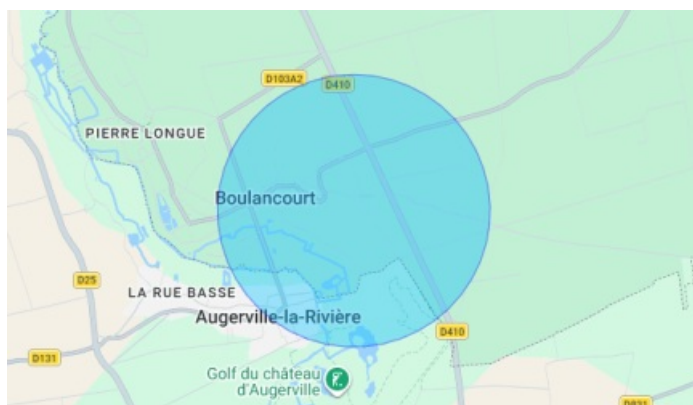 D103A2
D410
PIERRE LONGUE
Boulancourt
D25
LA RUE BASSE
Augerville-la-Rivière
D410
D131
Golf du château
d'Augerville